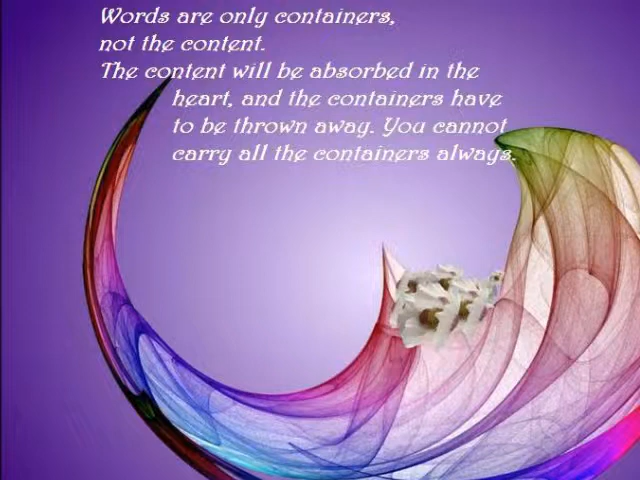 Words are only containers,
not the content.
The content will be absorbed in the
heart, and the containers have
to be thrown away. You cannot
carry all the containers always.